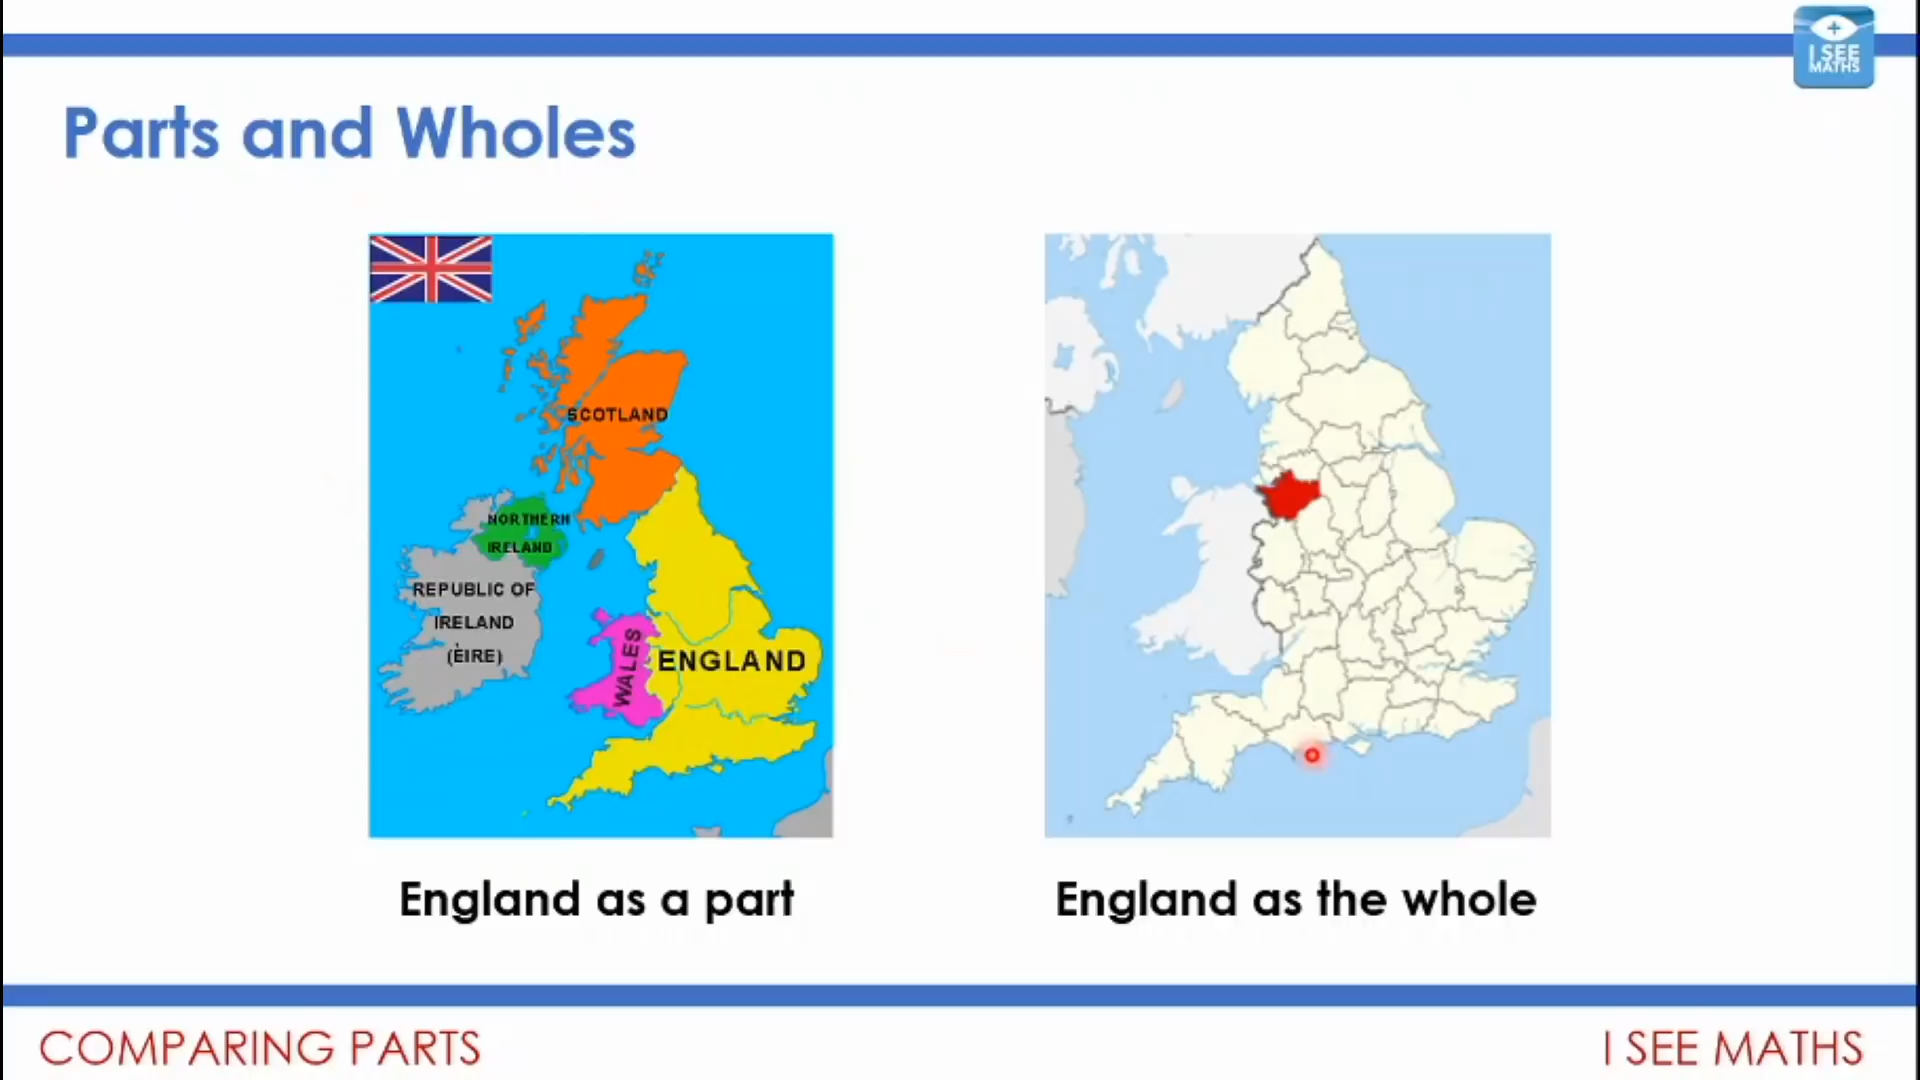 I SEE
MATHS
Parts and Wholes
SCOTLAND
NORTHERN
IRELAND
REPUBLIC OF
IRELAND
(ÈIRE)
WALES
ENGLAND
England as a part
England as the whole
COMPARING PARTS
I SEE MATHS